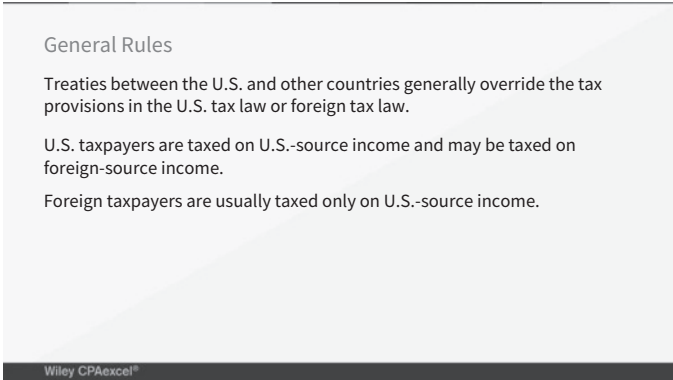 General Rules
Treaties between the U.S. and other countries generally override the tax
provisions in the U.S. tax law or foreign tax law.
U.S. taxpayers are taxed on U.S.-source income and may be taxed on
foreign-source income.
Foreign taxpayers are usually taxed only on U.S.-source income.
Wiley CPAexcel®